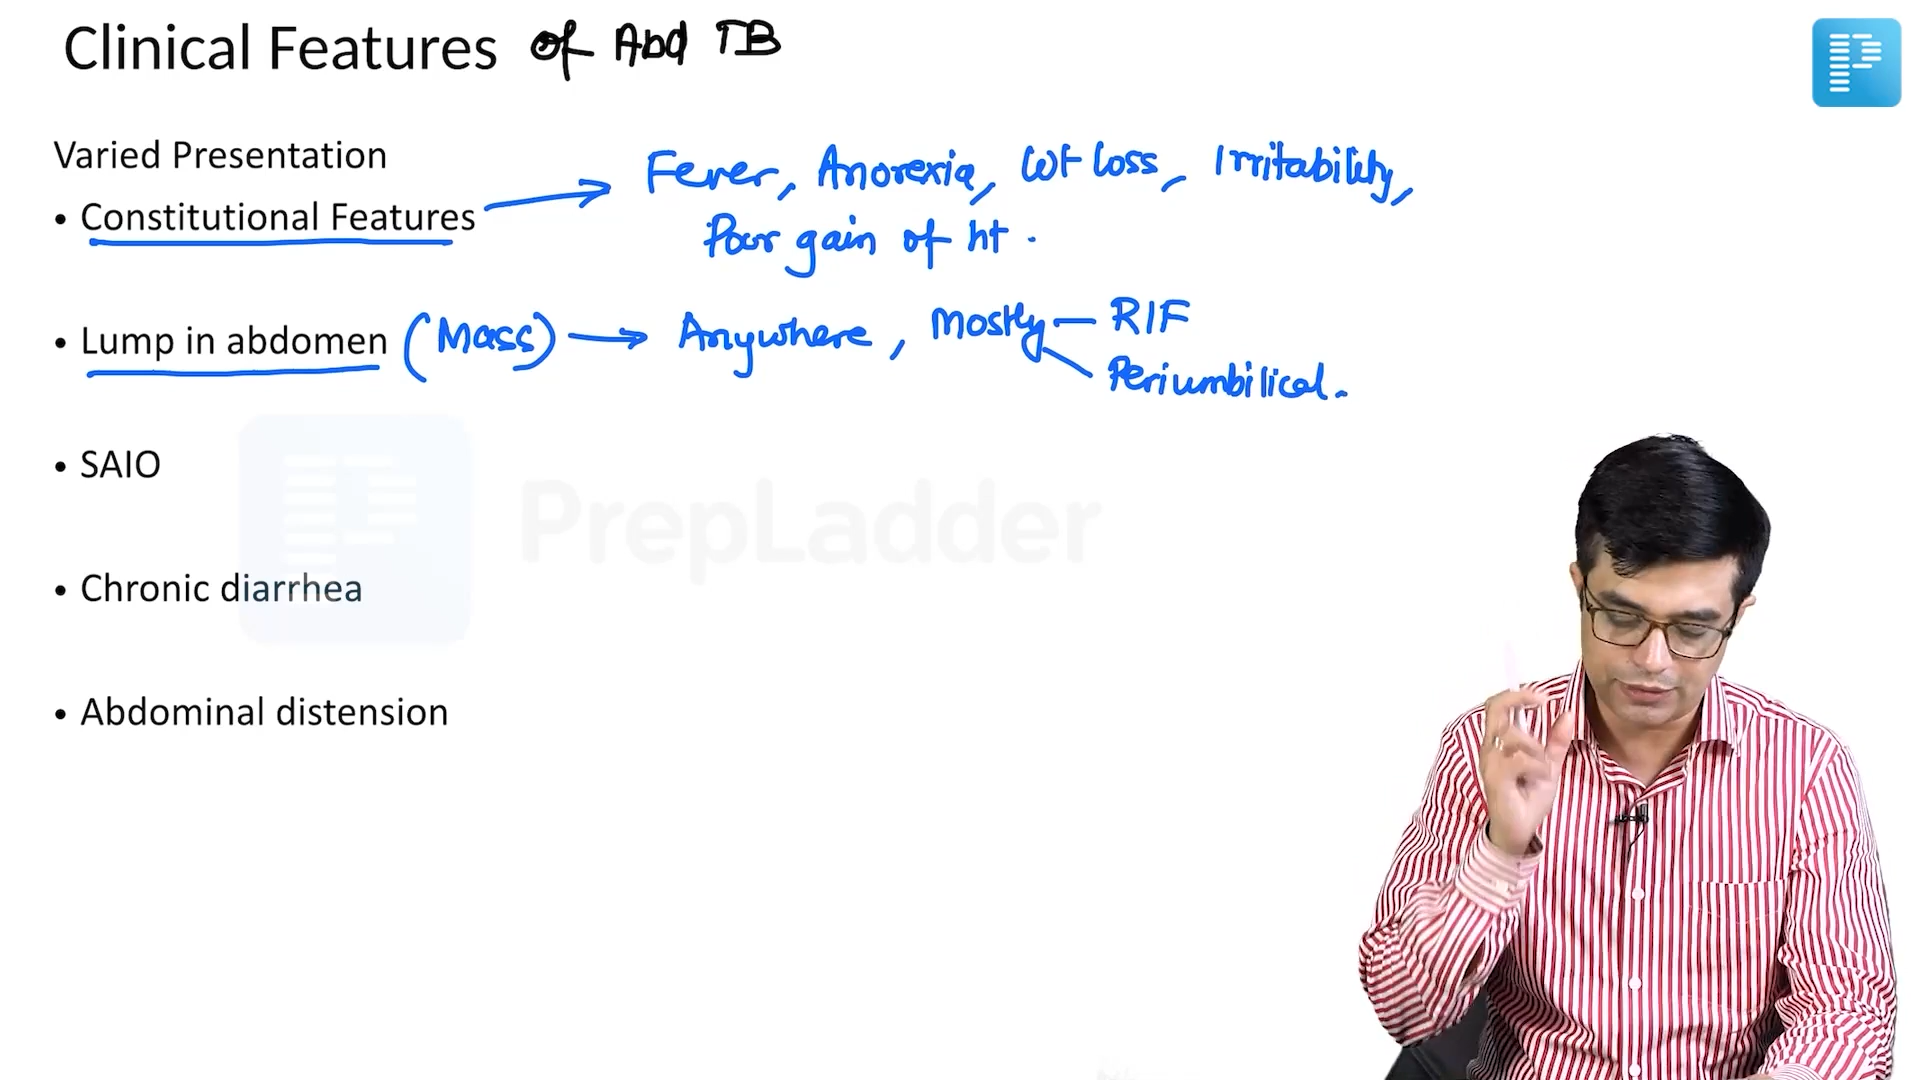 Clinical Features of Abd TB
Varied Presentation
• Constitutional Features → Fever, Anorexia, Wt Loss, Irritability,
Poor gain of ht.
• Lump in abdomen (Mass) → Anywhere, Mostly — RIF
Periumbilical.
• SAIO
PrepLadder
• Chronic diarrhea
• Abdominal distension